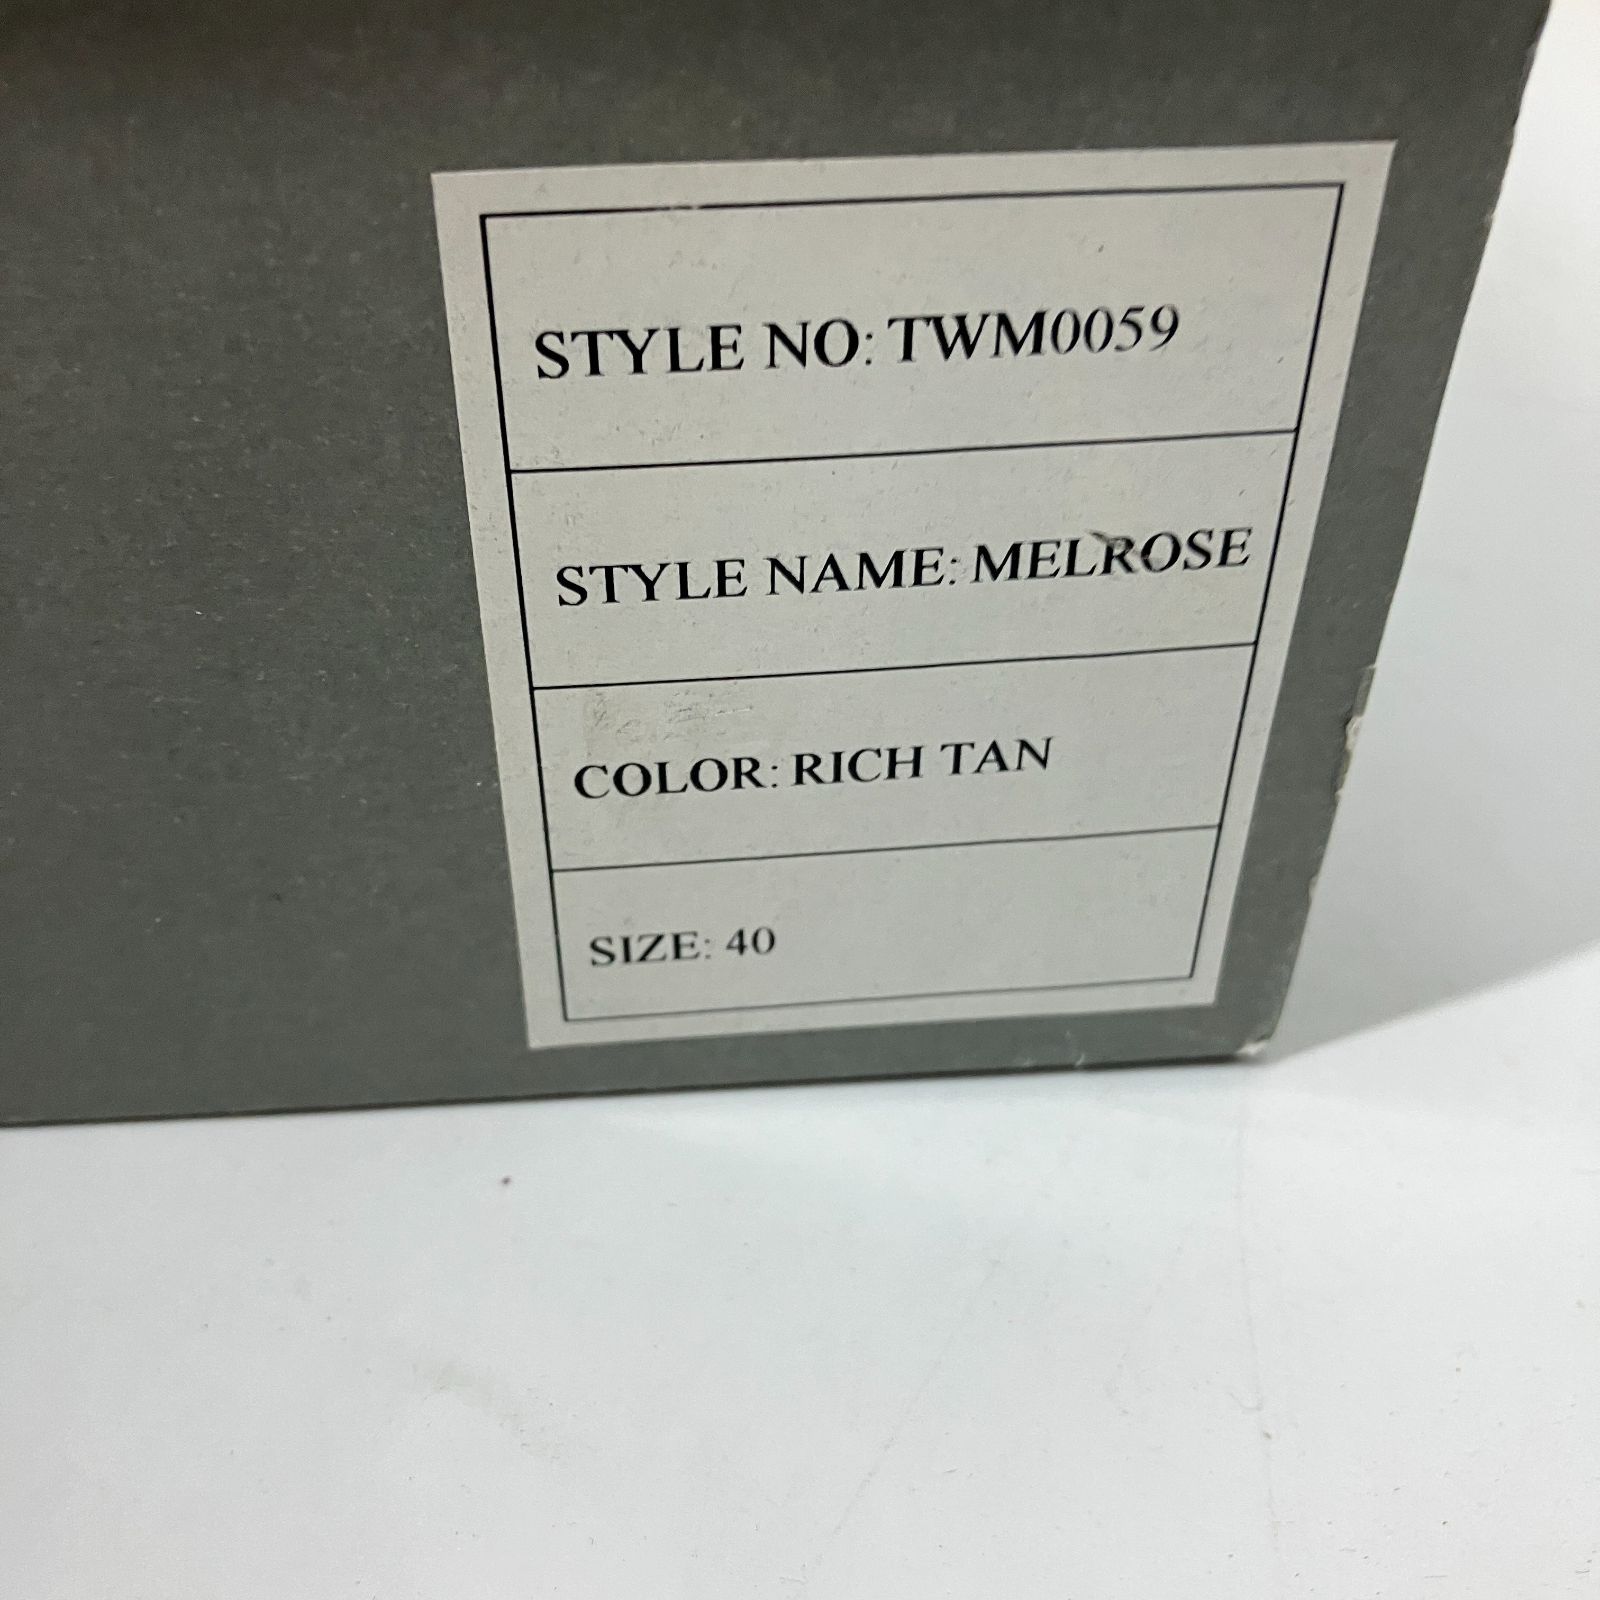 STYLE NO: TWM0059
STYLE NAME: MELROSE
COLOR: RICH TAN
SIZE: 40